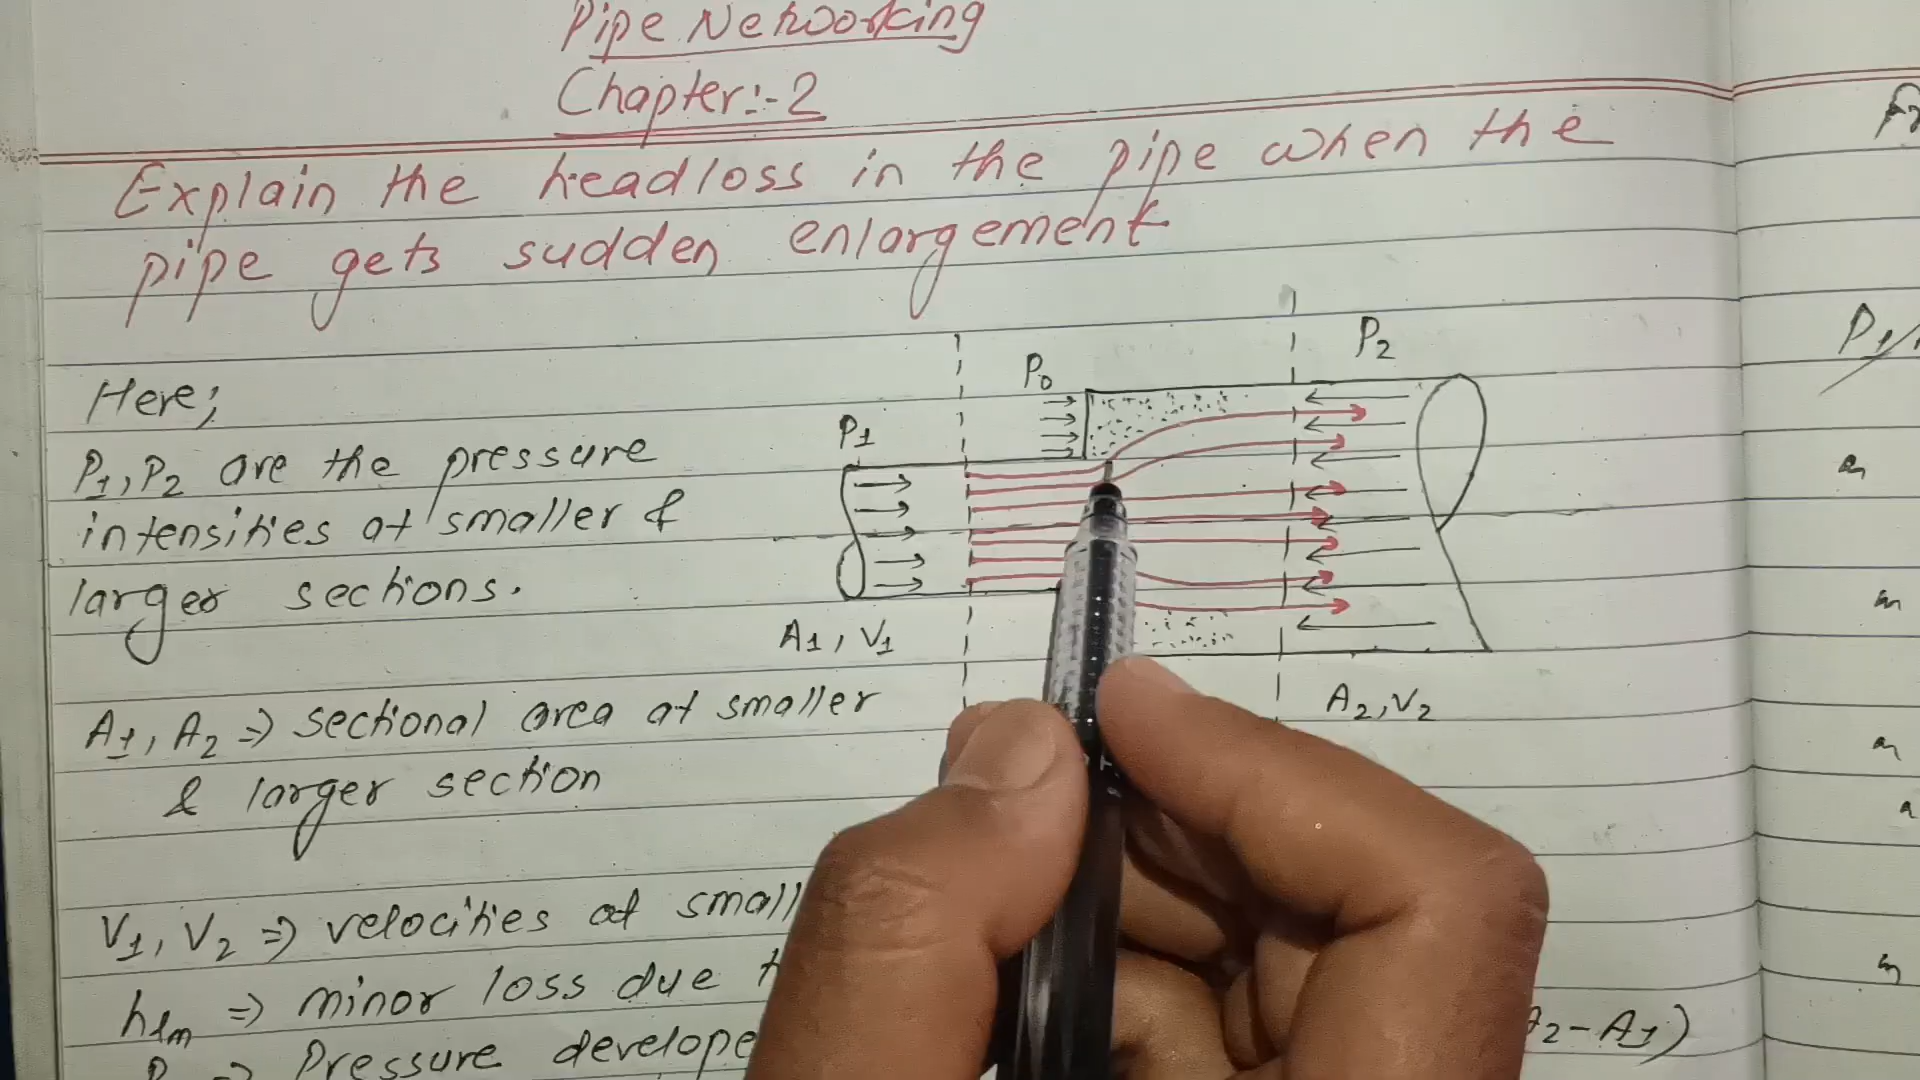 Pipe Networking
Chapter:-2
Explain the headloss in the pipe when the
pipe gets sudden enlargement
Here;
P1, P2 are the pressure
intensities at smaller &
larger sections.
A1, A2 => sectional area at smaller
& larger section
V1, V2 => velocities at small
hlm => minor loss due
=> Pressure develope
P0
P2
P1
A1, V1
A2, V2
A2-A1)
P1/